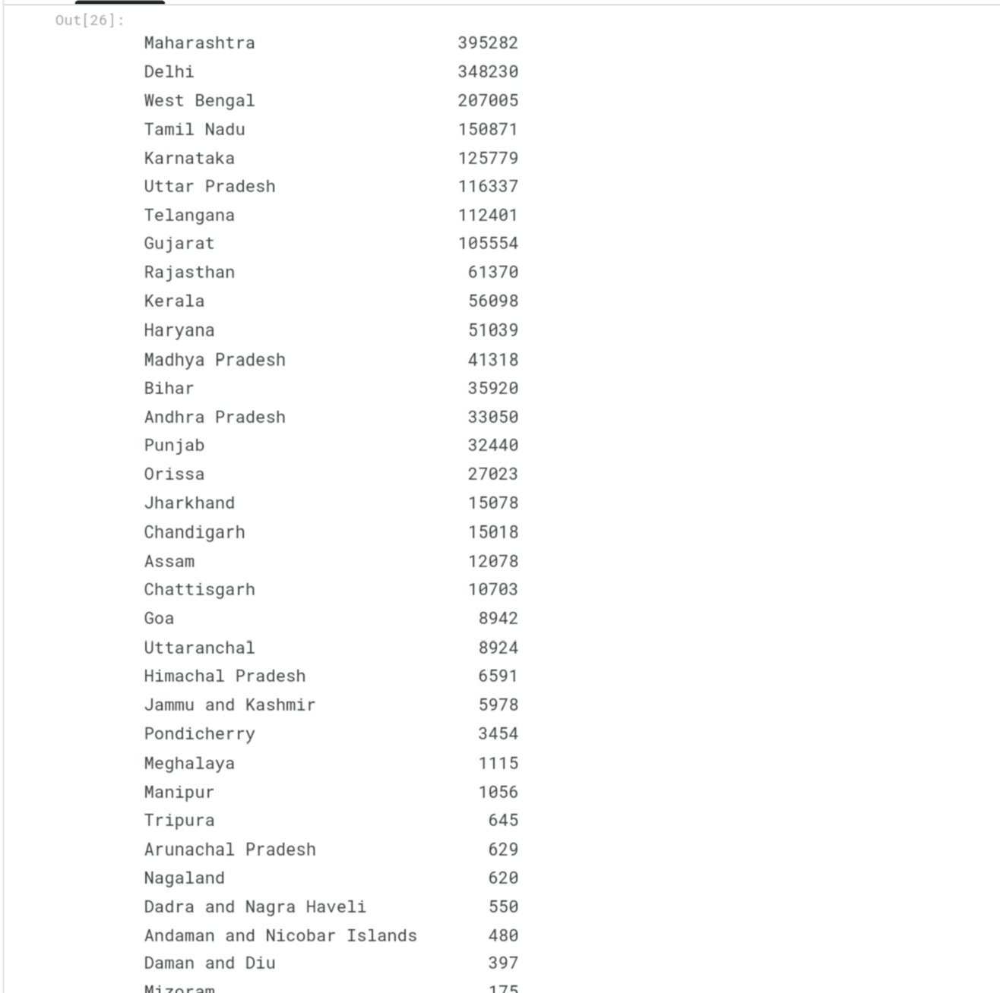 Out[26]:
Maharashtra 395282
Delhi 348230
West Bengal 207005
Tamil Nadu 150871
Karnataka 125779
Uttar Pradesh 116337
Telangana 112401
Gujarat 105554
Rajasthan 61370
Kerala 56098
Haryana 51039
Madhya Pradesh 41318
Bihar 35920
Andhra Pradesh 33050
Punjab 32440
Orissa 27023
Jharkhand 15078
Chandigarh 15018
Assam 12078
Chattisgarh 10703
Goa 8942
Uttaranchal 8924
Himachal Pradesh 6591
Jammu and Kashmir 5978
Pondicherry 3454
Meghalaya 1115
Manipur 1056
Tripura 645
Arunachal Pradesh 629
Nagaland 620
Dadra and Nagra Haveli 550
Andaman and Nicobar Islands 480
Daman and Diu 397
Mizoram 175